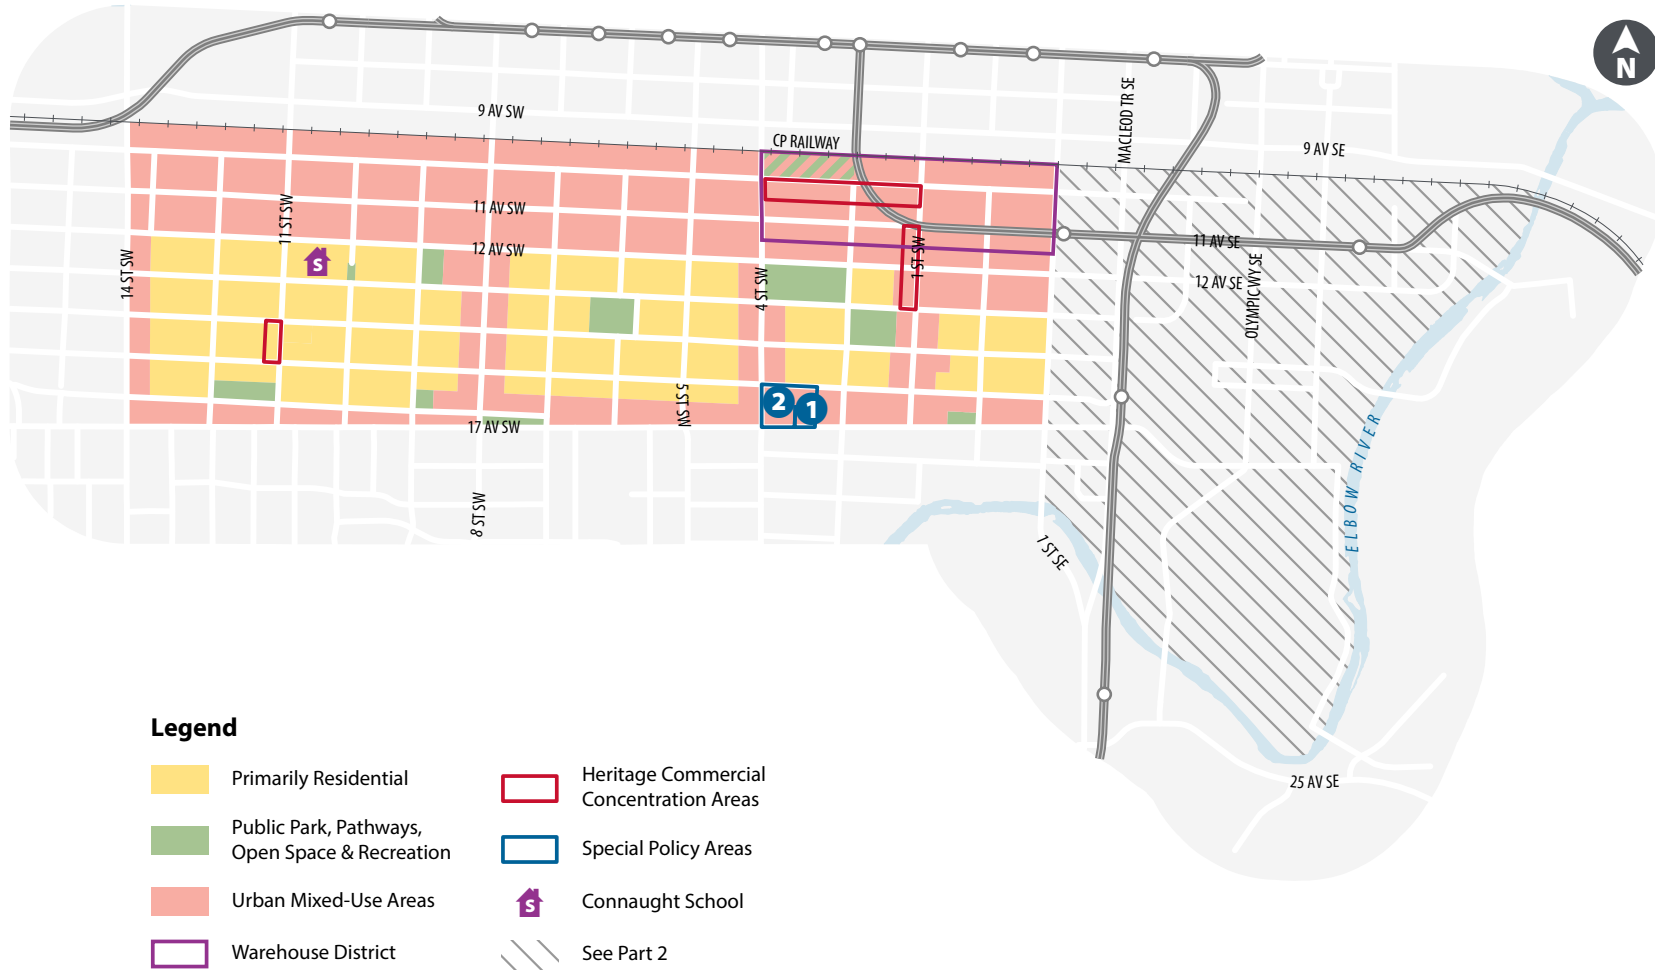 N
9 AV SW
MACLEOD TR SE
CP RAILWAY
9 AV SE
11 ST SW
11 AV SW
12 AV SW
14 ST SW
4 ST SW
1 ST SW
11 AV SE
12 AV SE
OLYMPIC WY SE
S
2
1
5 ST SW
17 AV SW
8 ST SW
1 ST SE
ELBOW RIVER
25 AV SE
Legend
Primarily Residential
Public Park, Pathways,
Open Space & Recreation
Urban Mixed-Use Areas
Warehouse District
Heritage Commercial
Concentration Areas
Special Policy Areas
S
Connaught School
See Part 2